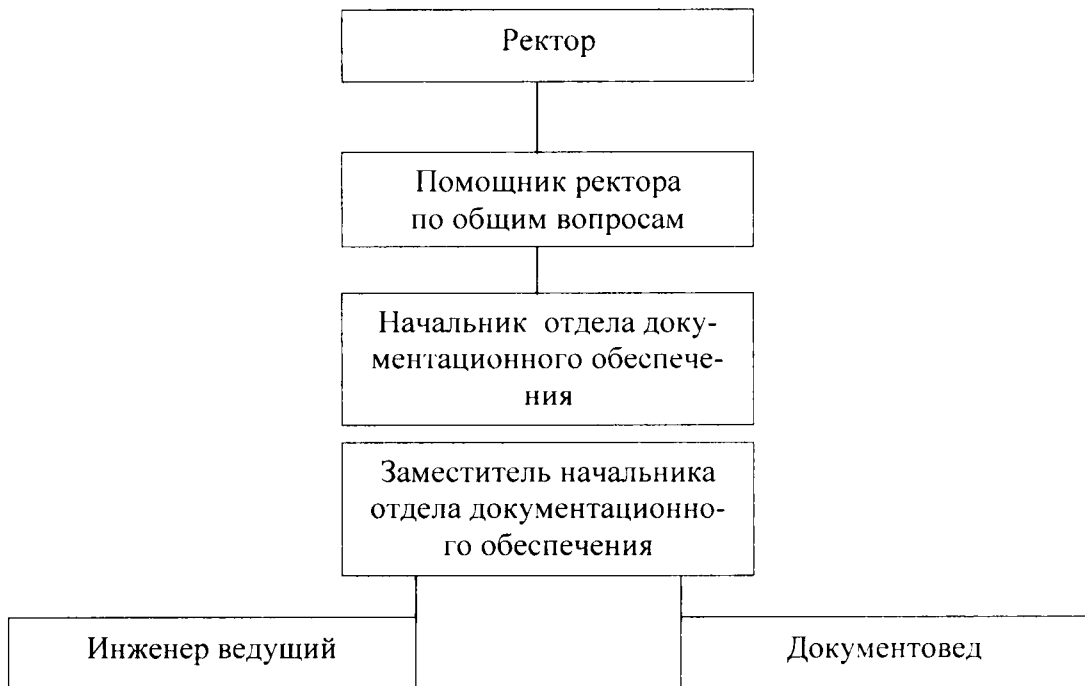 Ректор
Помощник ректора
по общим вопросам
Начальник отдела доку-
ментационного обеспече-
ния
Заместитель начальника
отдела документационно-
го обеспечения
Инженер ведущий
Документовед